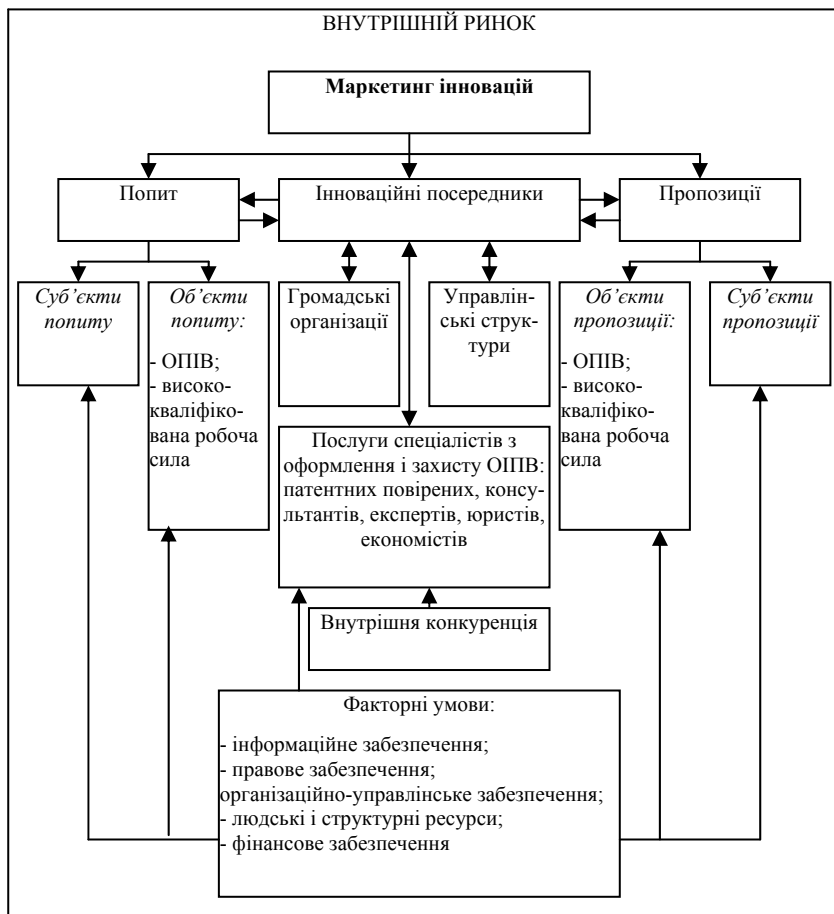 ВНУТРІШНІЙ РИНОК
Маркетинг інновацій
Попит
Інноваційні посередники
Пропозиції
Суб’єкти
попиту
Об’єкти
попиту:
- ОПІВ;
- високо-
кваліфіко-
вана робоча
сила
Громадські
організації
Управлін-
ські струк-
тури
Об’єкти
пропозиції:
- ОПІВ;
- високо-
кваліфіко-
вана робоча
сила
Суб’єкти
пропозиції
Послуги спеціалістів з
оформлення і захисту ОІПВ:
патентних повірених, консу-
льтантів, експертів, юристів,
економістів
Внутрішня конкуренція
Факторні умови:
- інформаційне забезпечення;
- правове забезпечення;
організаційно-управлінське забезпечення;
- людські і структурні ресурси;
- фінансове забезпечення